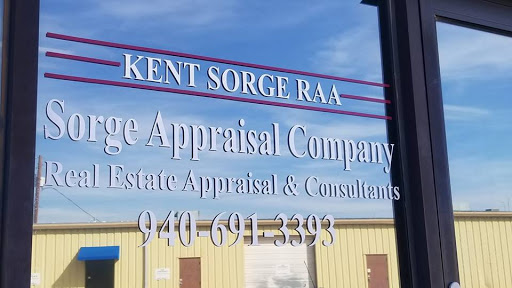 KENT SORGE RAA
Sorge Appraisal Company
Real Estate Appraisal & Consultants
940-691-3393